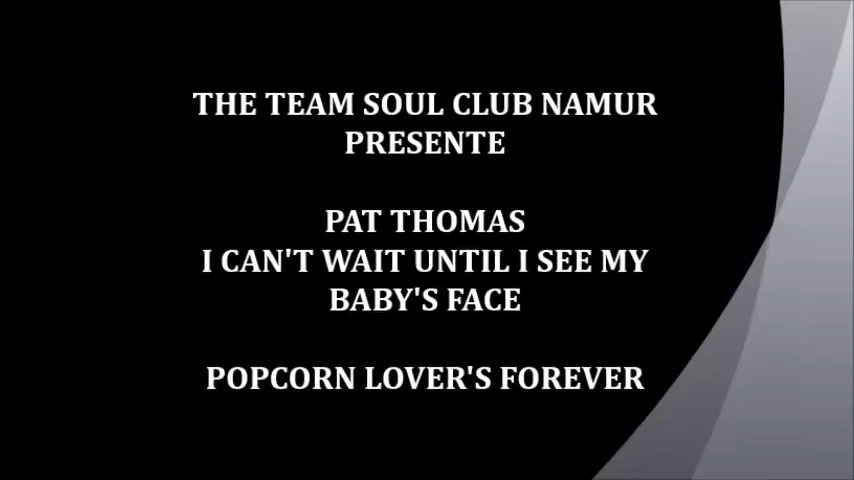 THE TEAM SOUL CLUB NAMUR
PRESENTE
PAT THOMAS
I CAN'T WAIT UNTIL I SEE MY
BABY'S FACE
POPCORN LOVER'S FOREVER